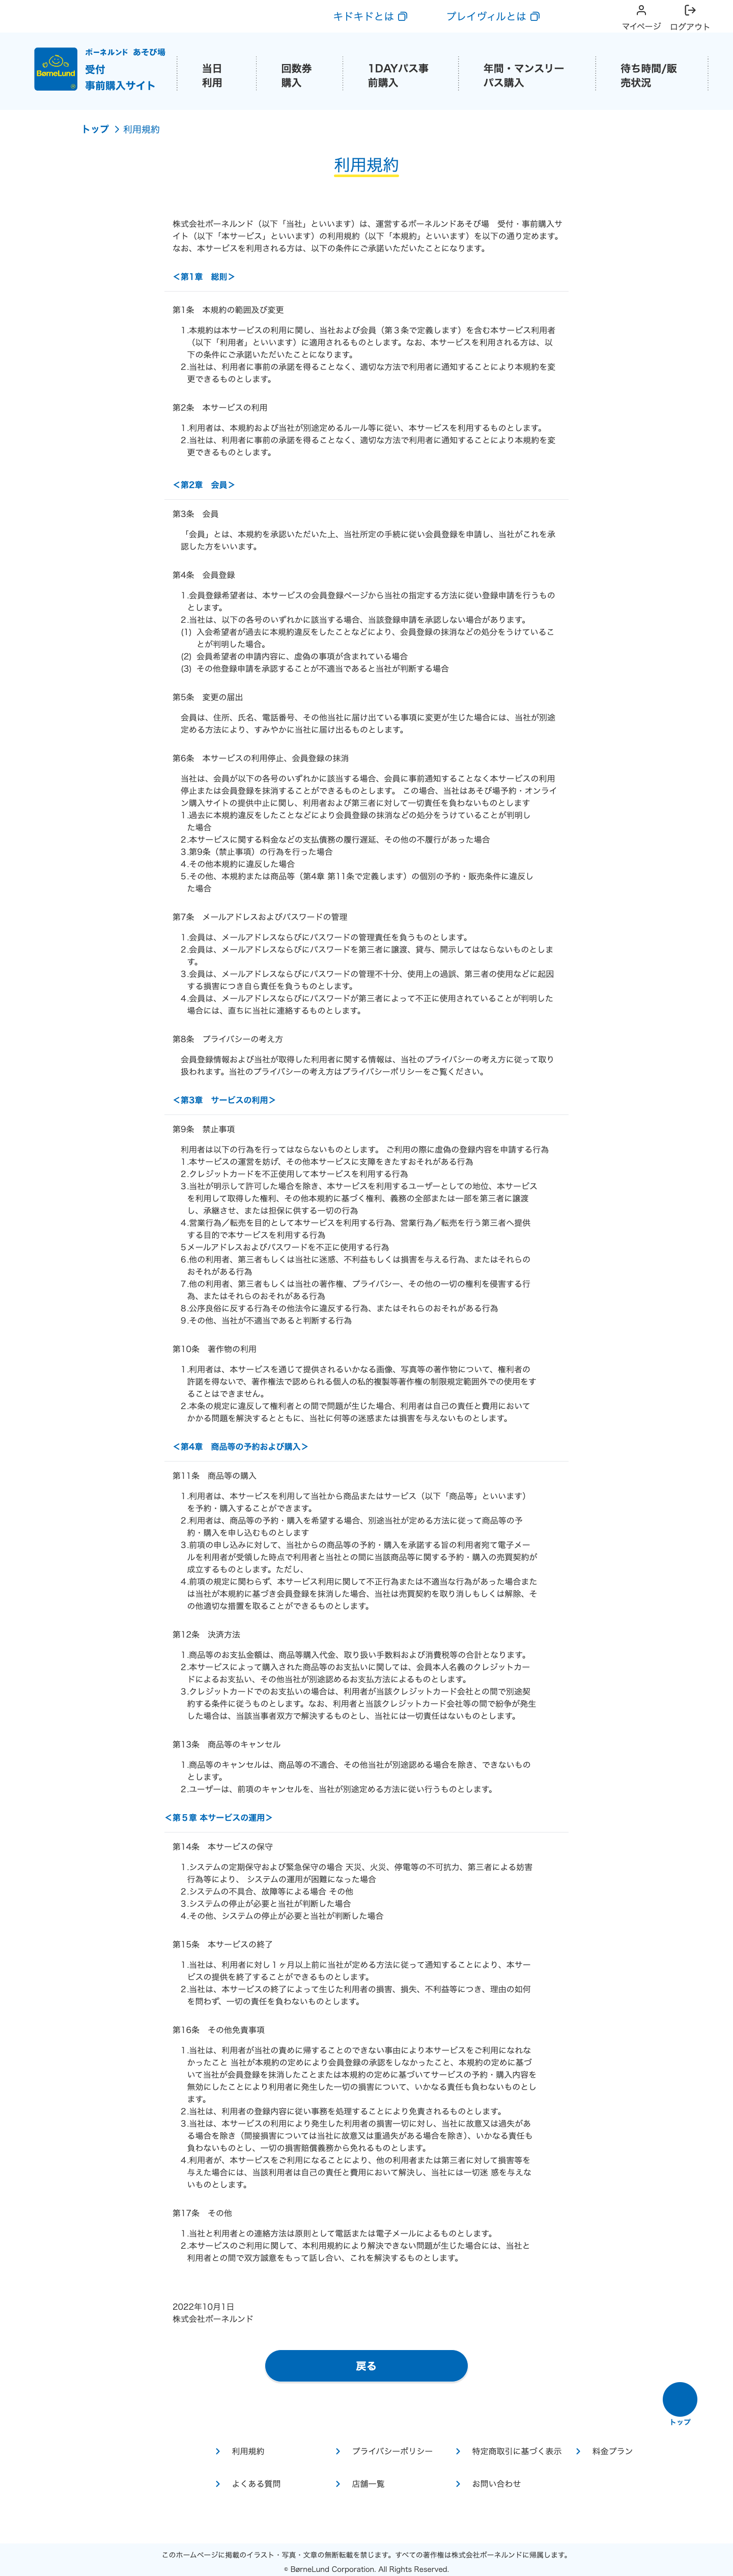 キドキドとは
プレイヴィルとは
マイページ
ログアウト
BørneLund
ボーネルンド あそび場
受付
事前購入サイト
当日
利用
回数券
購入
1DAYパス事
前購入
年間・マンスリー
パス購入
待ち時間/販
売状況
トップ
利用規約
利用規約
株式会社ボーネルンド（以下「当社」といいます）は、運営するボーネルンドあそび場　受付・事前購入サ
イト（以下「本サービス」といいます）の利用規約（以下「本規約」といいます）を以下の通り定めます。
なお、本サービスを利用される方は、以下の条件にご承諾いただいたことになります。
＜第1章　総則＞
第1条　本規約の範囲及び変更
1.本規約は本サービスの利用に関し、当社および会員（第３条で定義します）を含む本サービス利用者
（以下「利用者」といいます）に適用されるものとします。なお、本サービスを利用される方は、以
下の条件にご承諾いただいたことになります。
2.当社は、利用者に事前の承諾を得ることなく、適切な方法で利用者に通知することにより本規約を変
更できるものとします。
第2条　本サービスの利用
1.利用者は、本規約および当社が別途定めるルール等に従い、本サービスを利用するものとします。
2.当社は、利用者に事前の承諾を得ることなく、適切な方法で利用者に通知することにより本規約を変
更できるものとします。
＜第2章　会員＞
第3条　会員
「会員」とは、本規約を承認いただいた上、当社所定の手続に従い会員登録を申請し、当社がこれを承
認した方をいいます。
第4条　会員登録
1.会員登録希望者は、本サービスの会員登録ページから当社の指定する方法に従い登録申請を行うもの
とします。
2.当社は、以下の各号のいずれかに該当する場合、当該登録申請を承認しない場合があります。
(1) 入会希望者が過去に本規約違反をしたことなどにより、会員登録の抹消などの処分をうけているこ
とが判明した場合。
(2) 会員希望者の申請内容に、虚偽の事項が含まれている場合
(3) その他登録申請を承認することが不適当であると当社が判断する場合
第5条　変更の届出
会員は、住所、氏名、電話番号、その他当社に届け出ている事項に変更が生じた場合には、当社が別途
定める方法により、すみやかに当社に届け出るものとします。
第6条　本サービスの利用停止、会員登録の抹消
当社は、会員が以下の各号のいずれかに該当する場合、会員に事前通知することなく本サービスの利用
停止または会員登録を抹消することができるものとします。 この場合、当社はあそび場予約・オンライ
ン購入サイトの提供中止に関し、利用者および第三者に対して一切責任を負わないものとします
1.過去に本規約違反をしたことなどにより会員登録の抹消などの処分をうけていることが判明し
た場合
2.本サービスに関する料金などの支払債務の履行遅延、その他の不履行があった場合
3.第9条（禁止事項）の行為を行った場合
4.その他本規約に違反した場合
5.その他、本規約または商品等（第4章 第11条で定義します）の個別の予約・販売条件に違反し
た場合
第7条　メールアドレスおよびパスワードの管理
1.会員は、メールアドレスならびにパスワードの管理責任を負うものとします。
2.会員は、メールアドレスならびにパスワードを第三者に譲渡、貸与、開示してはならないものとしま
す。
3.会員は、メールアドレスならびにパスワードの管理不十分、使用上の過誤、第三者の使用などに起因
する損害につき自ら責任を負うものとします。
4.会員は、メールアドレスならびにパスワードが第三者によって不正に使用されていることが判明した
場合には、直ちに当社に連絡するものとします。
第8条　プライバシーの考え方
会員登録情報および当社が取得した利用者に関する情報は、当社のプライバシーの考え方に従って取り
扱われます。当社のプライバシーの考え方はプライバシーポリシーをご覧ください。
＜第3章　サービスの利用＞
第9条　禁止事項
利用者は以下の行為を行ってはならないものとします。 ご利用の際に虚偽の登録内容を申請する行為
1.本サービスの運営を妨げ、その他本サービスに支障をきたすおそれがある行為
2.クレジットカードを不正使用して本サービスを利用する行為
3.当社が明示して許可した場合を除き、本サービスを利用するユーザーとしての地位、本サービス
を利用して取得した権利、その他本規約に基づく権利、義務の全部または一部を第三者に譲渡
し、承継させ、または担保に供する一切の行為
4.営業行為／転売を目的として本サービスを利用する行為、営業行為／転売を行う第三者へ提供
する目的で本サービスを利用する行為
5メールアドレスおよびパスワードを不正に使用する行為
6.他の利用者、第三者もしくは当社に迷惑、不利益もしくは損害を与える行為、またはそれらの
おそれがある行為
7.他の利用者、第三者もしくは当社の著作権、プライバシー、その他の一切の権利を侵害する行
為、またはそれらのおそれがある行為
8.公序良俗に反する行為その他法令に違反する行為、またはそれらのおそれがある行為
9.その他、当社が不適当であると判断する行為
第10条　著作物の利用
1.利用者は、本サービスを通じて提供されるいかなる画像、写真等の著作物について、権利者の
許諾を得ないで、著作権法で認められる個人の私的複製等著作権の制限規定範囲外での使用をす
ることはできません。
2.本条の規定に違反して権利者との間で問題が生じた場合、利用者は自己の責任と費用において
かかる問題を解決するとともに、当社に何等の迷惑または損害を与えないものとします。
＜第4章　商品等の予約および購入＞
第11条　商品等の購入
1.利用者は、本サービスを利用して当社から商品またはサービス（以下「商品等」といいます）
を予約・購入することができます。
2.利用者は、商品等の予約・購入を希望する場合、別途当社が定める方法に従って商品等の予
約・購入を申し込むものとします
3.前項の申し込みに対して、当社からの商品等の予約・購入を承諾する旨の利用者宛て電子メー
ルを利用者が受領した時点で利用者と当社との間に当該商品等に関する予約・購入の売買契約が
成立するものとします。ただし、
4.前項の規定に関わらず、本サービス利用に関して不正行為または不適当な行為があった場合また
は当社が本規約に基づき会員登録を抹消した場合、当社は売買契約を取り消しもしくは解除、そ
の他適切な措置を取ることができるものとします。
第12条　決済方法
1.商品等のお支払金額は、商品等購入代金、取り扱い手数料および消費税等の合計となります。
2.本サービスによって購入された商品等のお支払いに関しては、会員本人名義のクレジットカー
ドによるお支払い、その他当社が別途認めるお支払方法によるものとします。
3.クレジットカードでのお支払いの場合は、利用者が当該クレジットカード会社との間で別途契
約する条件に従うものとします。なお、利用者と当該クレジットカード会社等の間で紛争が発生
した場合は、当該当事者双方で解決するものとし、当社には一切責任はないものとします。
第13条　商品等のキャンセル
1.商品等のキャンセルは、商品等の不適合、その他当社が別途認める場合を除き、できないもの
とします。
2.ユーザーは、前項のキャンセルを、当社が別途定める方法に従い行うものとします。
＜第５章 本サービスの運用＞
第14条　本サービスの保守
1.システムの定期保守および緊急保守の場合 天災、火災、停電等の不可抗力、第三者による妨害
行為等により、 システムの運用が困難になった場合
2.システムの不具合、故障等による場合 その他
3.システムの停止が必要と当社が判断した場合
4.その他、システムの停止が必要と当社が判断した場合
第15条　本サービスの終了
1.当社は、利用者に対し１ヶ月以上前に当社が定める方法に従って通知することにより、本サー
ビスの提供を終了することができるものとします。
2.当社は、本サービスの終了によって生じた利用者の損害、損失、不利益等につき、理由の如何
を問わず、一切の責任を負わないものとします。
第16条　その他免責事項
1.当社は、利用者が当社の責めに帰することのできない事由により本サービスをご利用になれな
かったこと 当社が本規約の定めにより会員登録の承認をしなかったこと、本規約の定めに基づ
いて当社が会員登録を抹消したことまたは本規約の定めに基づいてサービスの予約・購入内容を
無効にしたことにより利用者に発生した一切の損害について、いかなる責任も負わないものとし
ます。
2.当社は、利用者の登録内容に従い事務を処理することにより免責されるものとします。
3.当社は、本サービスの利用により発生した利用者の損害一切に対し、当社に故意又は過失があ
る場合を除き（間接損害については当社に故意又は重過失がある場合を除き）、いかなる責任も
負わないものとし、一切の損害賠償義務から免れるものとします。
4.利用者が、本サービスをご利用になることにより、他の利用者または第三者に対して損害等を
与えた場合には、当該利用者は自己の責任と費用において解決し、当社には一切迷 惑を与えな
いものとします。
第17条　その他
1.当社と利用者との連絡方法は原則として電話または電子メールによるものとします。
2.本サービスのご利用に関して、本利用規約により解決できない問題が生じた場合には、当社と
利用者との間で双方誠意をもって話し合い、これを解決するものとします。
2022年10月1日
株式会社ボーネルンド
戻る
トップ
利用規約
プライバシーポリシー
特定商取引に基づく表示
料金プラン
よくある質問
店舗一覧
お問い合わせ
このホームページに掲載のイラスト・写真・文章の無断転載を禁じます。すべての著作権は株式会社ボーネルンドに帰属します。
© BørneLund Corporation. All Rights Reserved.